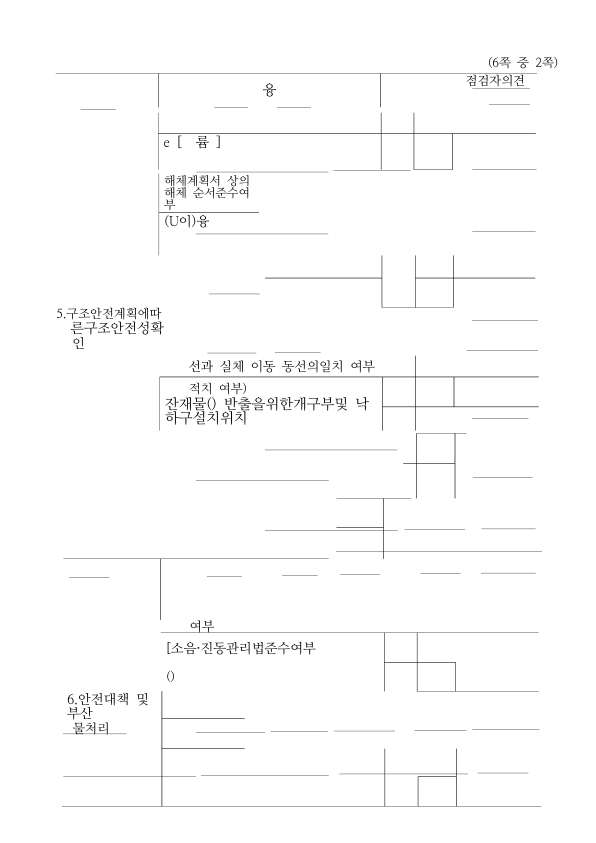 (6쪽 중 2쪽)
점검자의견
융
e [ 륨 ]
해체계획서 상의
해체 순서준수여
부
(U이)융
5.구조안전계획에따
른구조안전성확
인
선과 실체 이동 동선의일치 여부
적치 여부)
잔재물() 반출을위한개구부및 낙
하구설치위치
여부
[소음·진동관리법준수여부
()
6.안전대책 및
부산
물처리